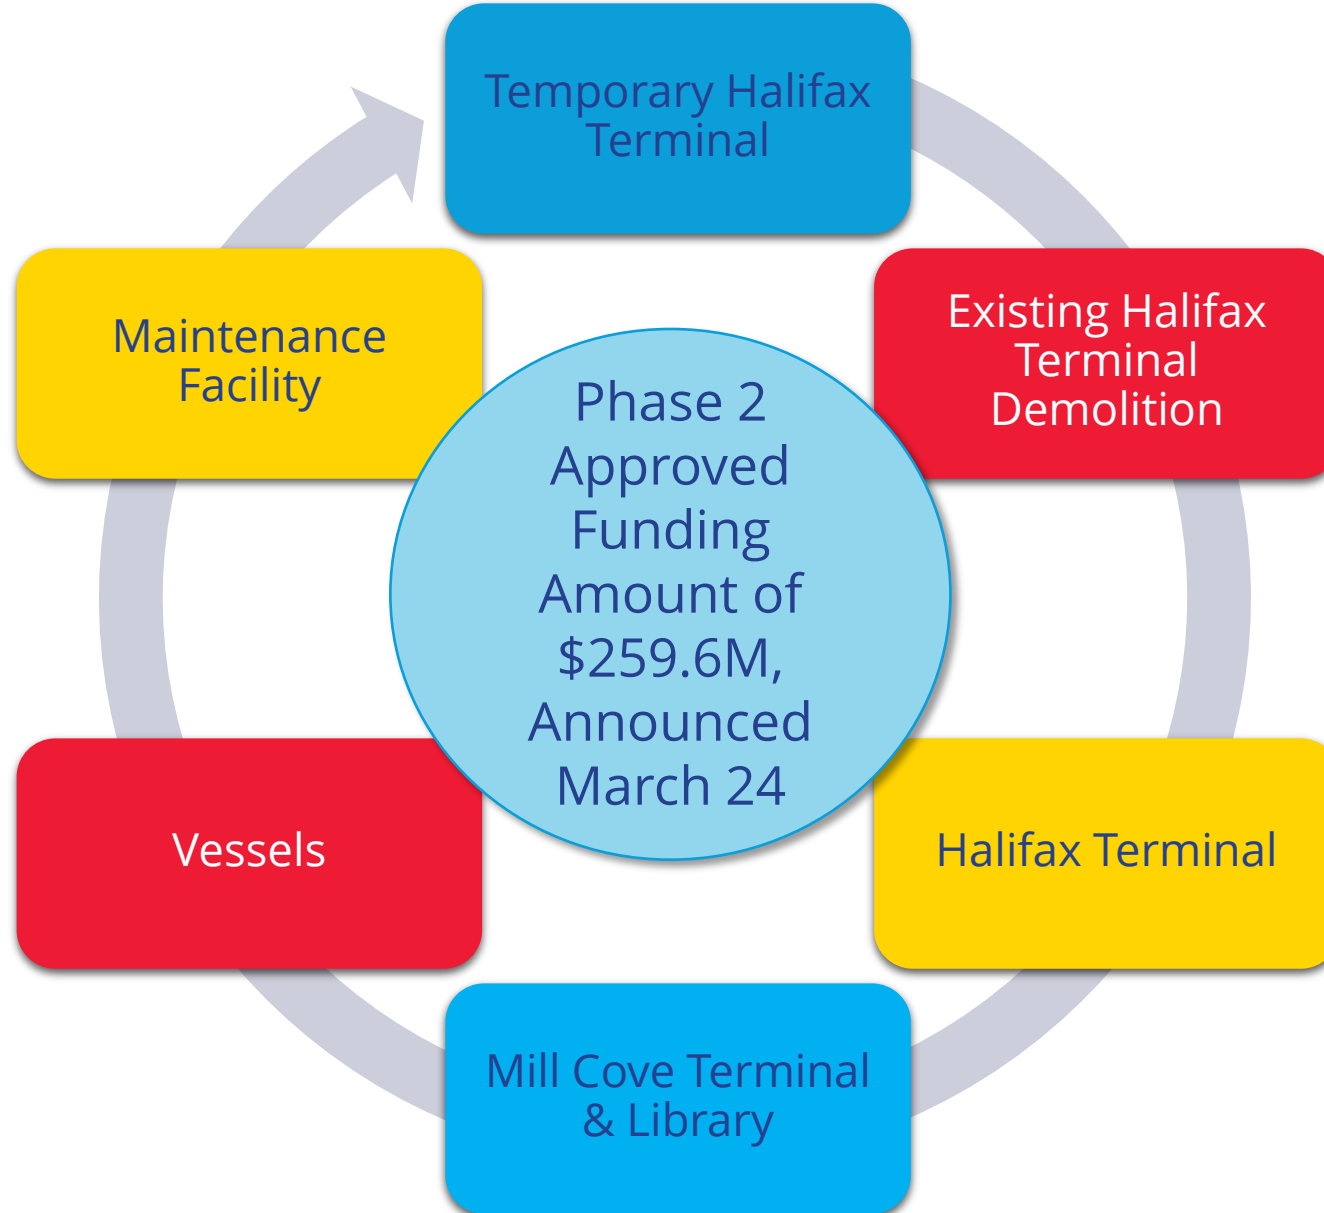 Temporary Halifax
Terminal
Existing Halifax
Terminal
Demolition
Halifax Terminal
Mill Cove Terminal
& Library
Vessels
Maintenance
Facility
Phase 2
Approved
Funding
Amount of
$259.6M,
Announced
March 24